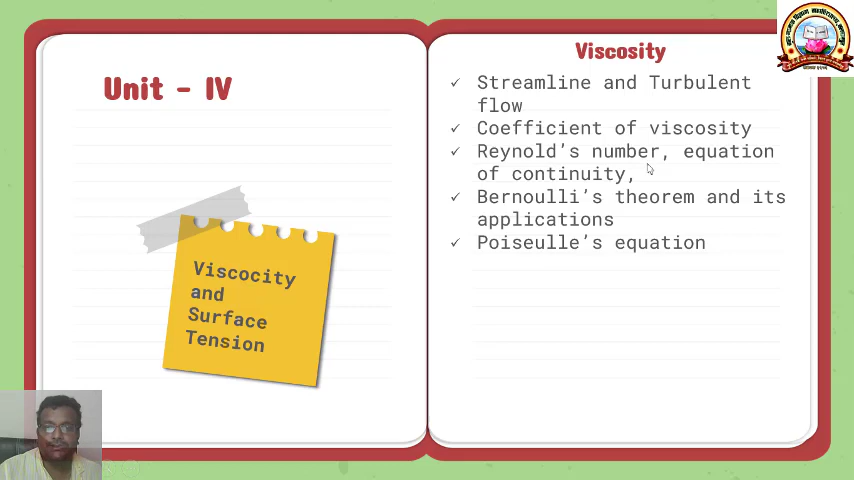 Unit - IV
Viscocity
and
Surface
Tension
Viscosity
✓ Streamline and Turbulent
flow
✓ Coefficient of viscosity
✓ Reynold’s number, equation
of continuity,
✓ Bernoulli’s theorem and its
applications
✓ Poiseulle’s equation